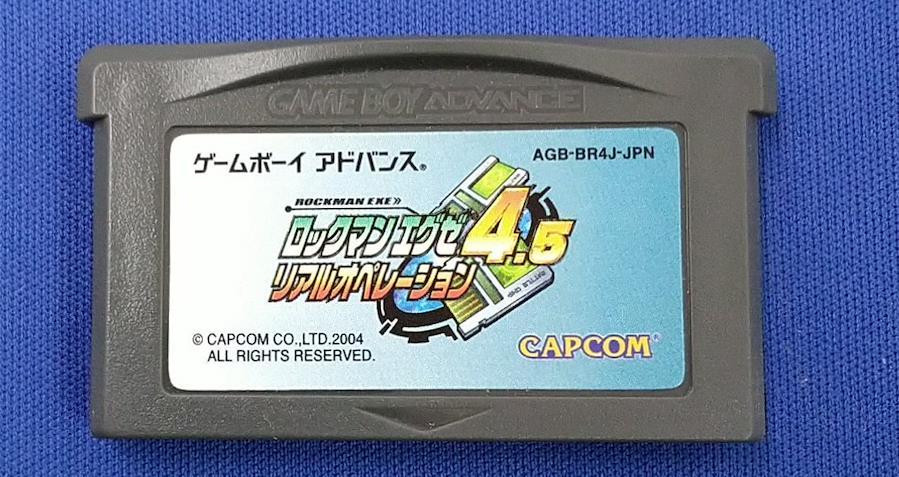 GAME BOY ADVANCE
ゲームボーイ アドバンス®
AGB-BR4J-JPN
ROCKMAN EXE»
ロックマンエグゼ4.5
リアルオペレーション
BATTLE CHIP
© CAPCOM CO.,LTD.2004
ALL RIGHTS RESERVED.
CAPCOM®